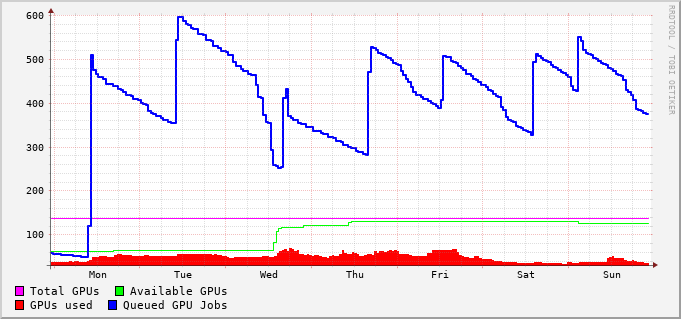 600
500
400
300
200
100
Mon Tue Wed Thu Fri Sat Sun
Total GPUs Available GPUs
GPUs used Queued GPU Jobs
RRDTOOL / TOBI OETIKER